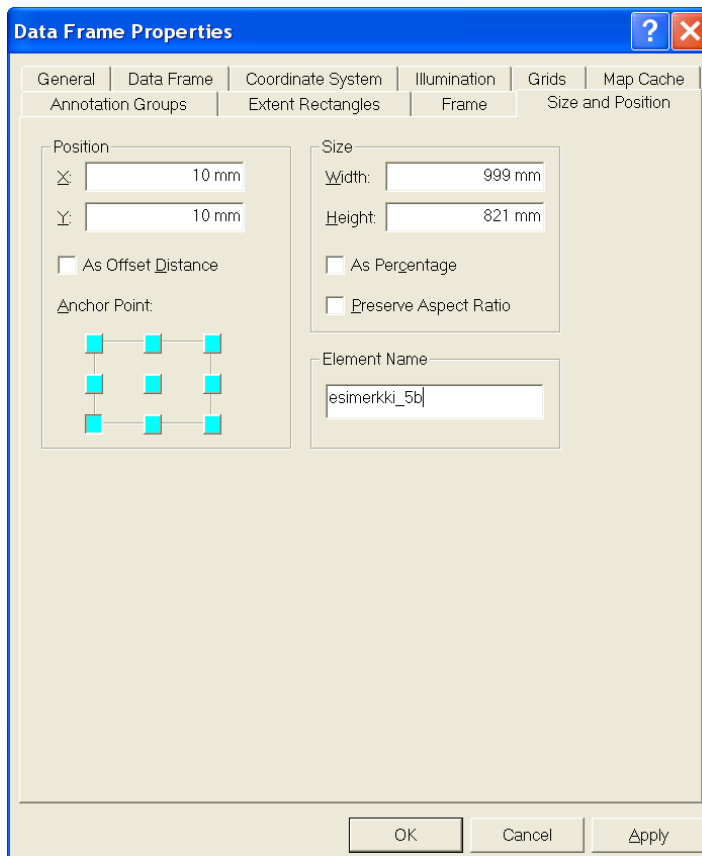 Data Frame Properties
General Data Frame Coordinate System Illumination Grids Map Cache
Annotation Groups Extent Rectangles Frame Size and Position
Position
X: 10 mm
Y: 10 mm
As Offset Distance
Anchor Point:
Size
Width: 999 mm
Height: 821 mm
As Percentage
Preserve Aspect Ratio
Element Name
esimerkki_5b
OK Cancel Apply